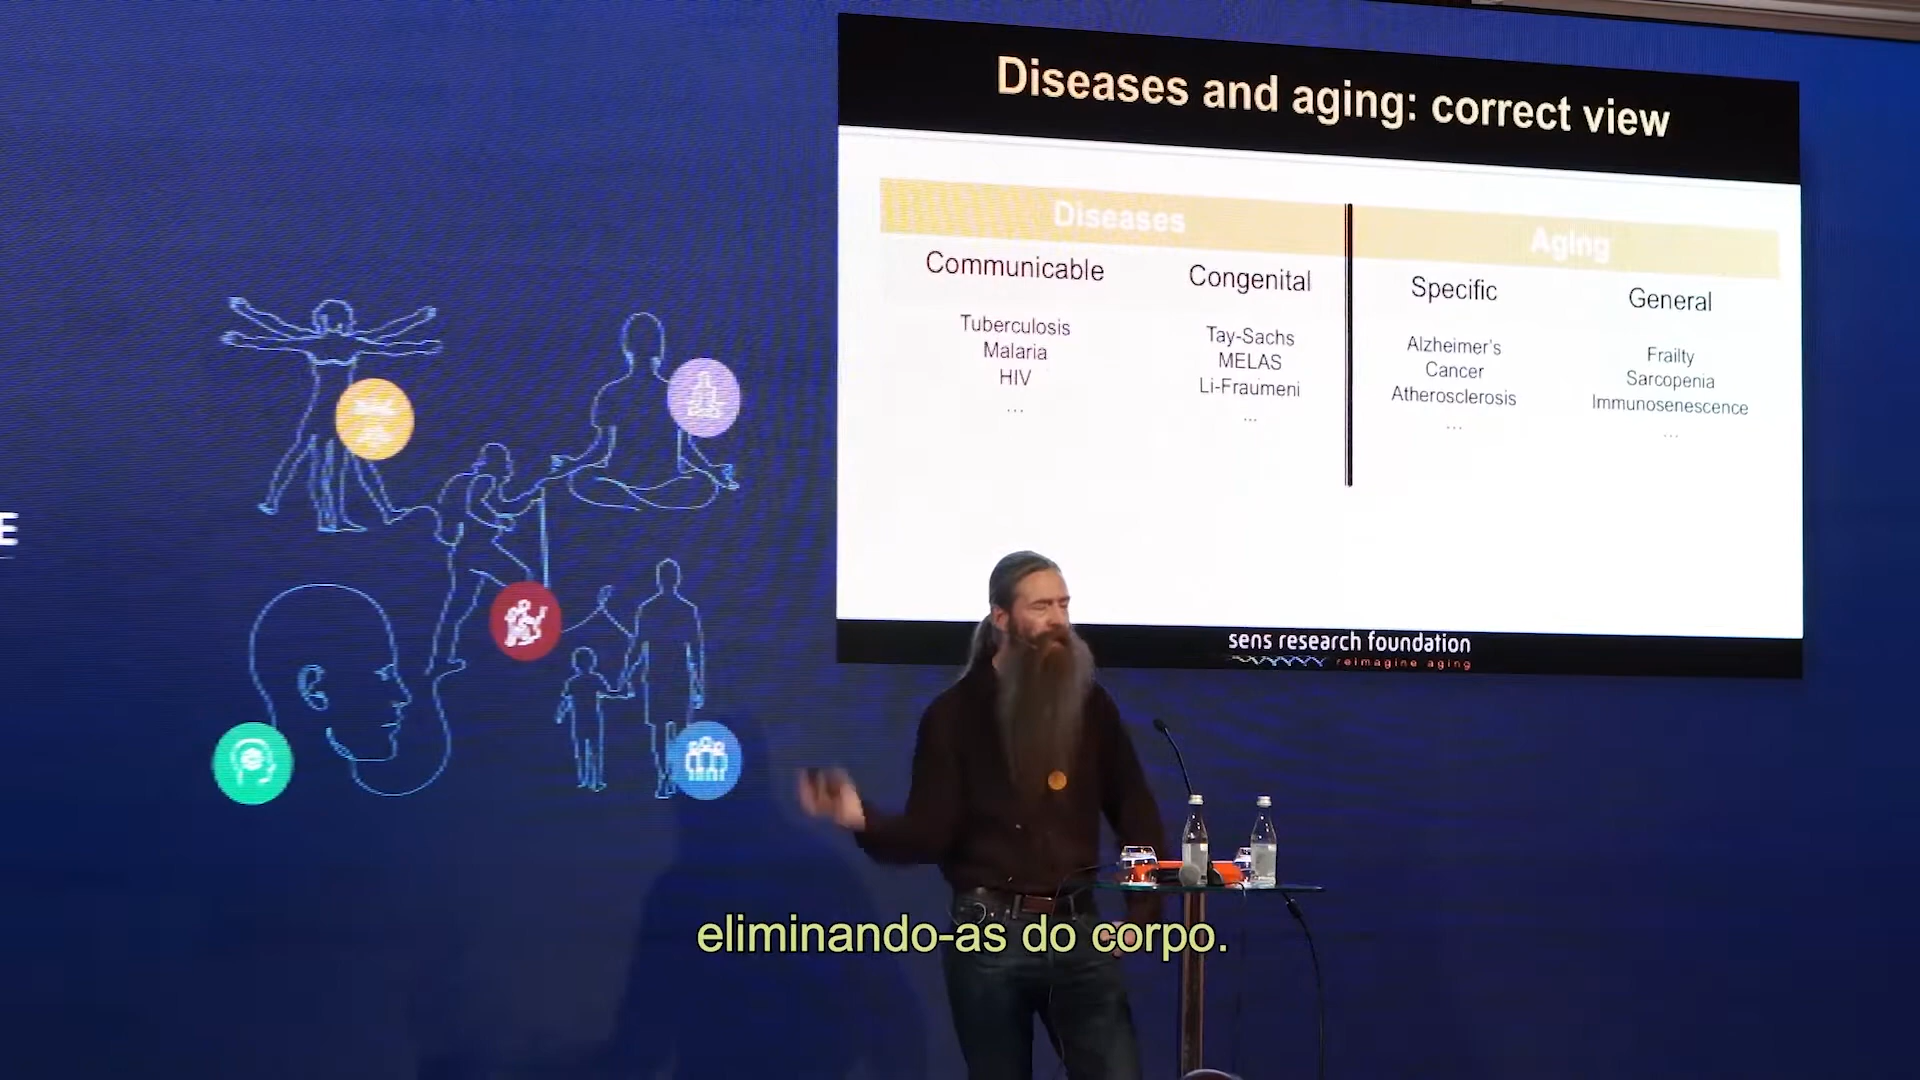 Diseases and aging: correct view
Diseases
Aging
Communicable
Congenital
Specific
General
Tuberculosis
Malaria
HIV
...
Tay-Sachs
MELAS
Li-Fraumeni
...
Alzheimer's
Cancer
Atherosclerosis
...
Frailty
Sarcopenia
Immunosenescence
...
E
sens research foundation
reimagine aging
eliminando-as do corpo.